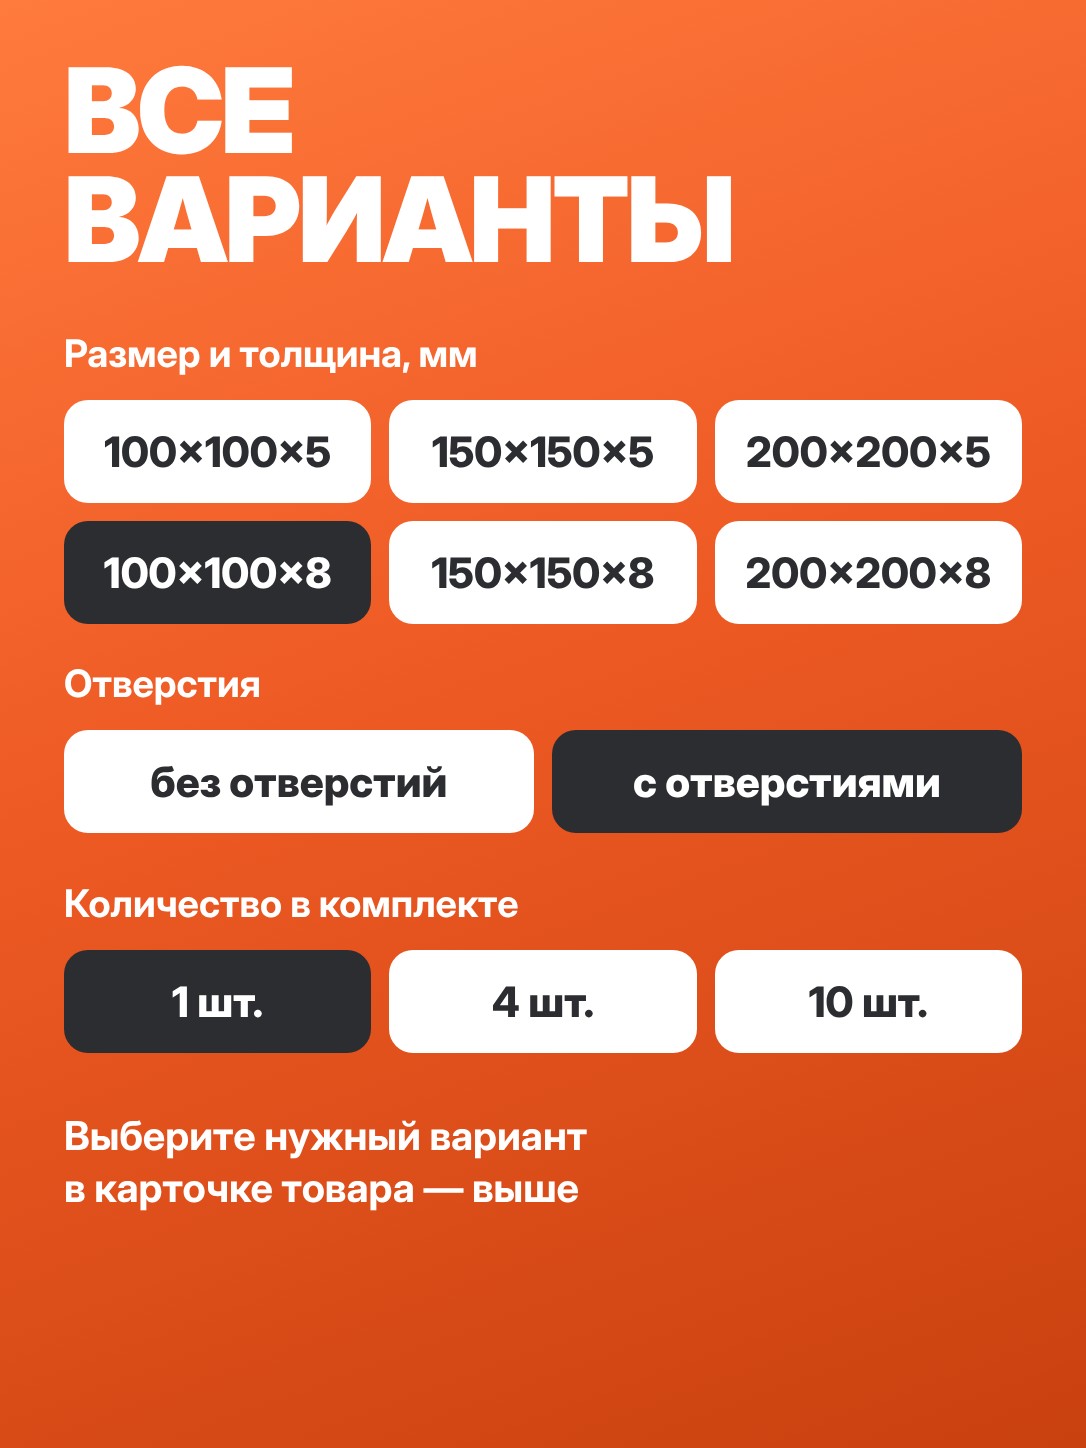 ВСЕ
ВАРИАНТЫ
Размер и толщина, мм
100×100×5 150×150×5 200×200×5
100×100×8 150×150×8 200×200×8
Отверстия
без отверстий с отверстиями
Количество в комплекте
1 шт. 4 шт. 10 шт.
Выберите нужный вариант
в карточке товара — выше